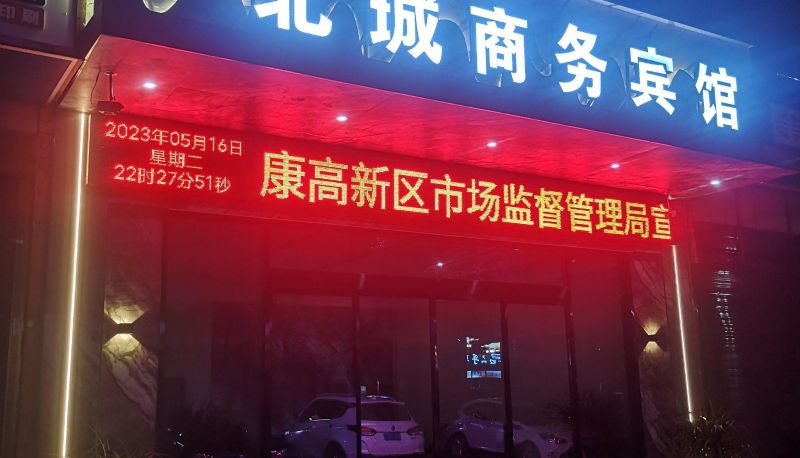 印刷
北城商务宾馆
2023年05月16日
星期二
22时27分51秒
康高新区市场监督管理局宣